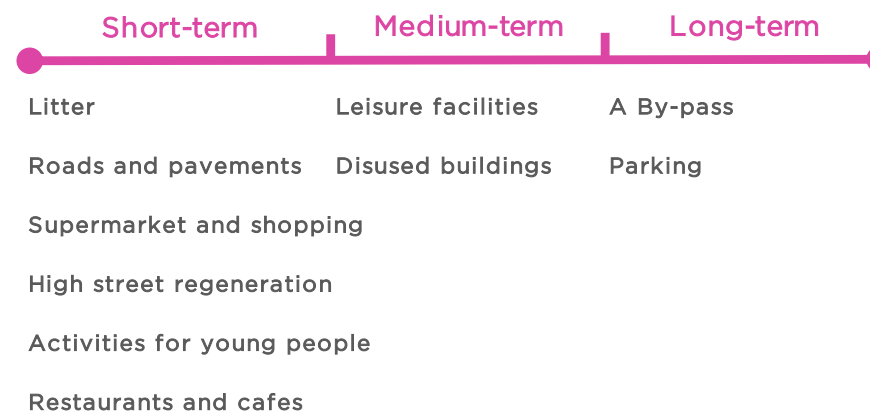 Short-term
Medium-term
Long-term
Litter
Roads and pavements
Supermarket and shopping
High street regeneration
Activities for young people
Restaurants and cafes
Leisure facilities
Disused buildings
A By-pass
Parking